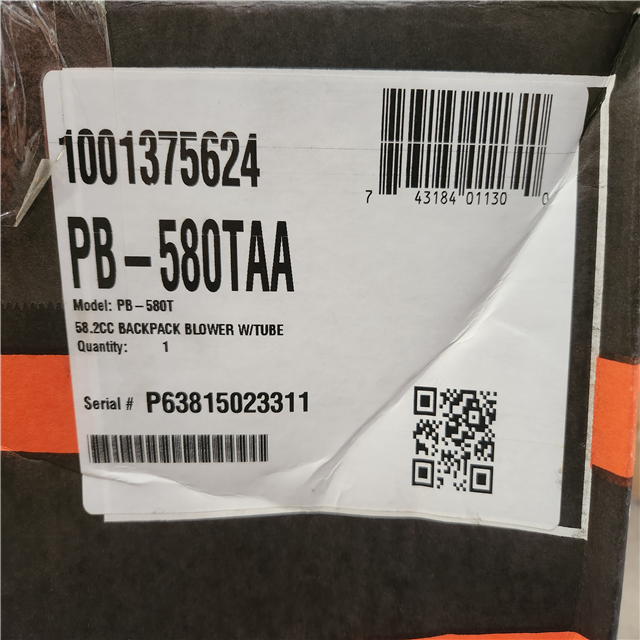 1001375624
7 43184 01130 0
PB-580TAA
Model: PB-580T
58.2CC BACKPACK BLOWER W/TUBE
Quantity: 1
Serial # P63815023311